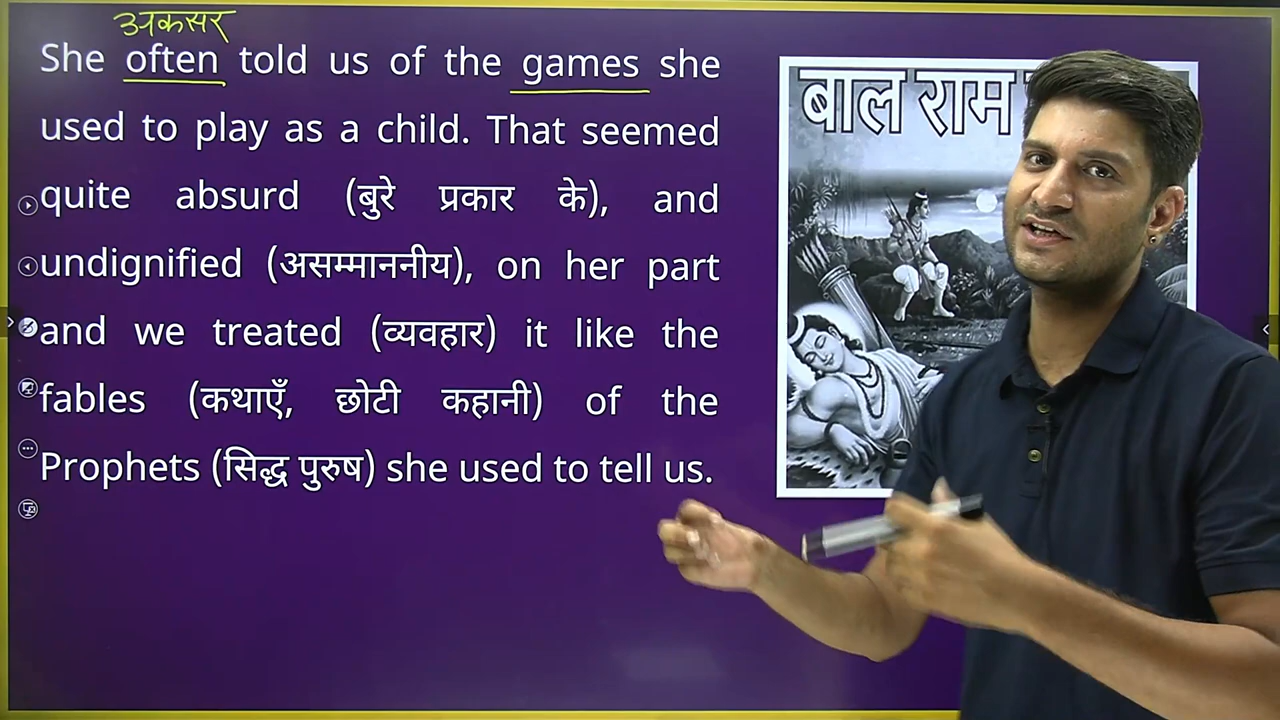 अकसर
She often told us of the games she
used to play as a child. That seemed
quite absurd (बुरे प्रकार के), and
undignified (असम्माननीय), on her part
and we treated (व्यवहार) it like the
fables (कथाएँ, छोटी कहानी) of the
Prophets (सिद्ध पुरुष) she used to tell us.
बाल राम